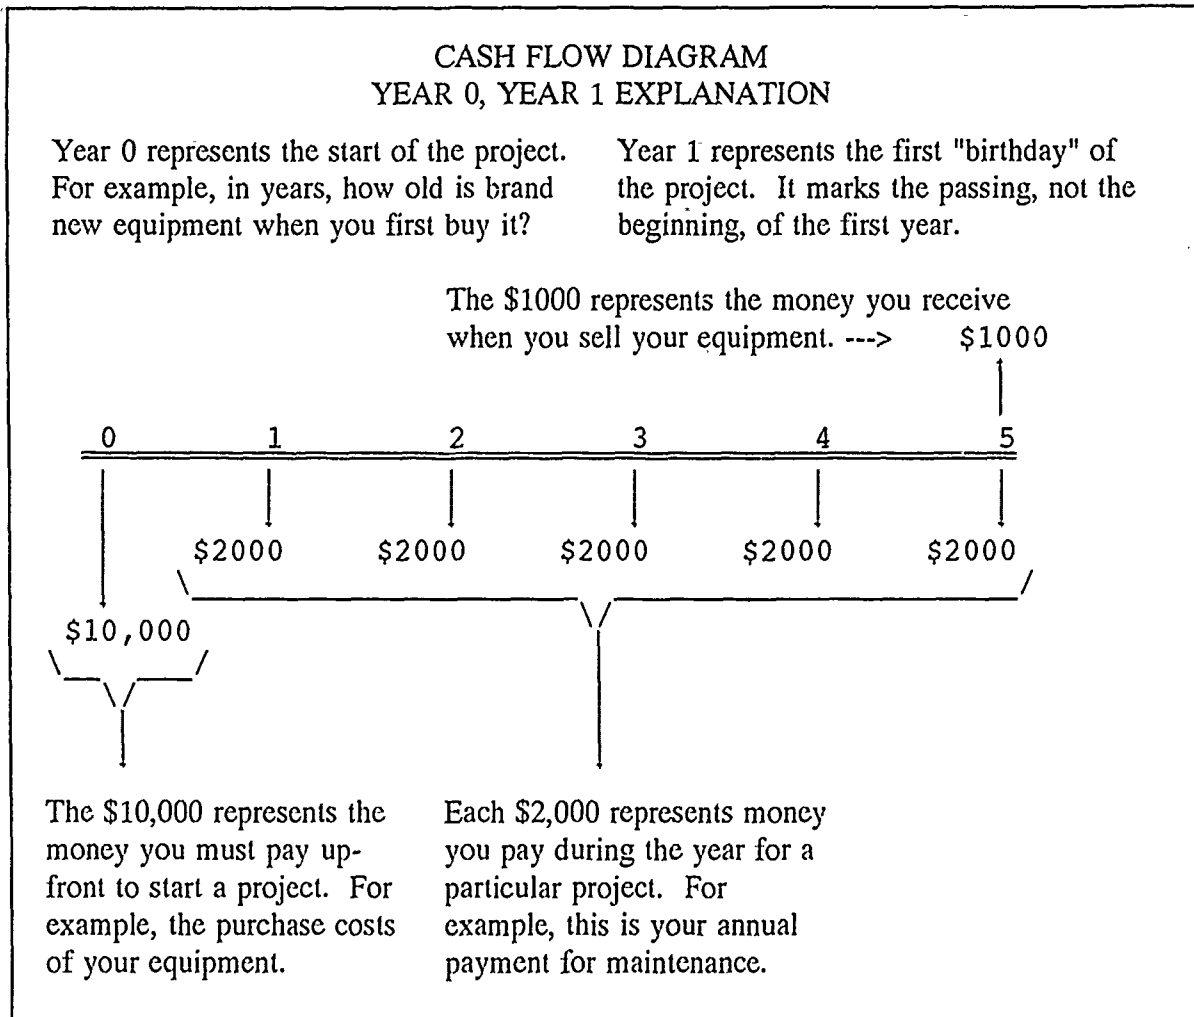 CASH FLOW DIAGRAM
YEAR 0, YEAR 1 EXPLANATION
Year 0 represents the start of the project.
For example, in years, how old is brand
new equipment when you first buy it?
Year 1 represents the first "birthday" of
the project. It marks the passing, not the
beginning, of the first year.
The $1000 represents the money you receive
when you sell your equipment. ---> $1000
0 1 2 3 4 5
$2000 $2000 $2000 $2000 $2000
$10,000
The $10,000 represents the
money you must pay up-
front to start a project. For
example, the purchase costs
of your equipment.
Each $2,000 represents money
you pay during the year for a
particular project. For
example, this is your annual
payment for maintenance.